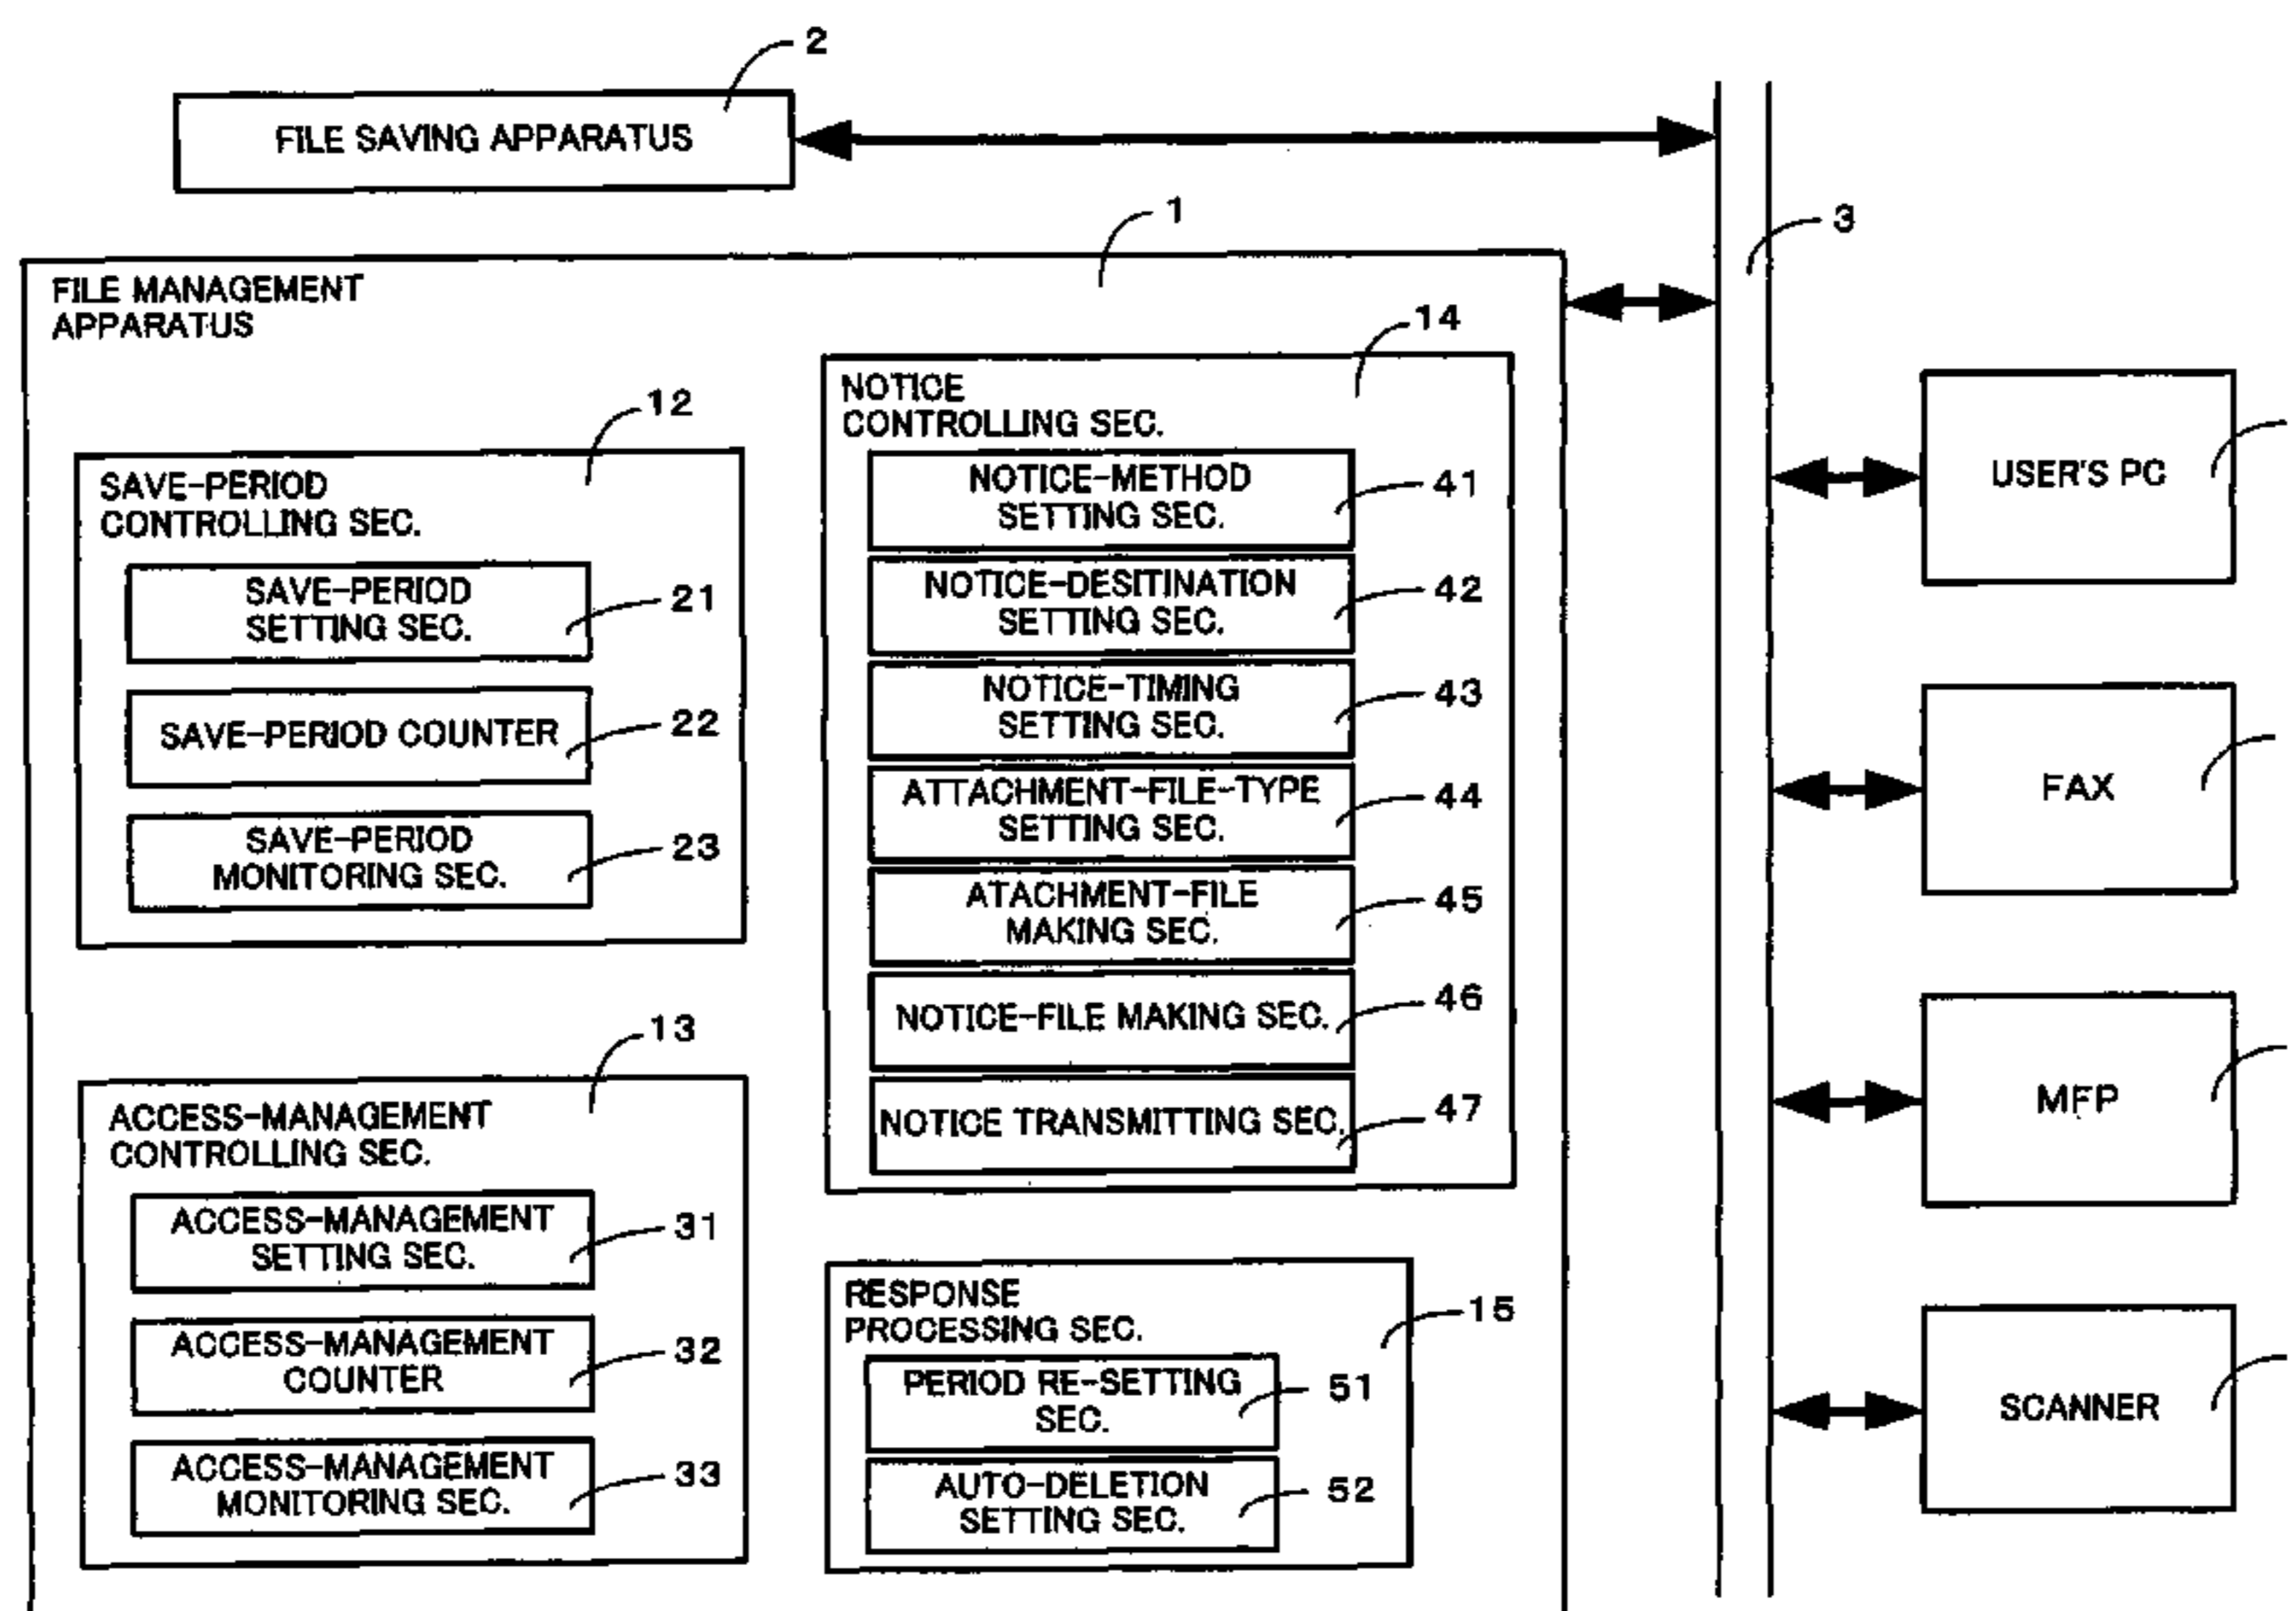 2
FILE SAVING APPARATUS
1
3
FILE MANAGEMENT
APPARATUS
12
SAVE-PERIOD
CONTROLLING SEC.
SAVE-PERIOD
SETTING SEC.
21
SAVE-PERIOD COUNTER
22
SAVE-PERIOD
MONITORING SEC.
23
13
ACCESS-MANAGEMENT
CONTROLLING SEC.
ACCESS-MANAGEMENT
SETTING SEC.
31
ACCESS-MANAGEMENT
COUNTER
32
ACCESS-MANAGEMENT
MONITORING SEC.
33
14
NOTICE
CONTROLLING SEC.
NOTICE-METHOD
SETTING SEC.
41
NOTICE-DESITINATION
SETTING SEC.
42
NOTICE-TIMING
SETTING SEC.
43
ATTACHMENT-FILE-TYPE
SETTING SEC.
44
ATACHMENT-FILE
MAKING SEC.
45
NOTICE-FILE MAKING SEC.
46
NOTICE TRANSMITTING SEC.
47
RESPONSE
PROCESSING SEC.
15
PERIOD RE-SETTING
SEC.
51
AUTO-DELETION
SETTING SEC.
52
USER'S PC
FAX
MFP
SCANNER